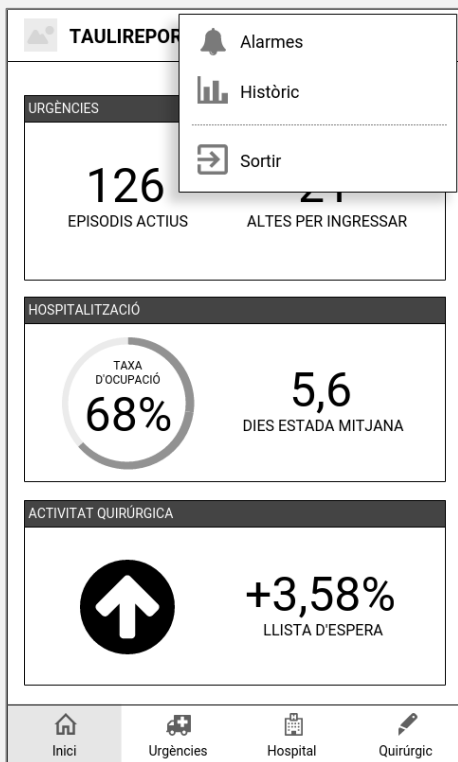 TAULIREPOR
Alarmes
Històric
Sortir
URGÈNCIES
126
EPISODIS ACTIUS
ALTES PER INGRESSAR
HOSPITALITZACIÓ
TAXA
D'OCUPACIÓ
68%
5,6
DIES ESTADA MITJANA
ACTIVITAT QUIRÚRGICA
+3,58%
LLISTA D'ESPERA
Inici
Urgències
Hospital
Quirúrgic